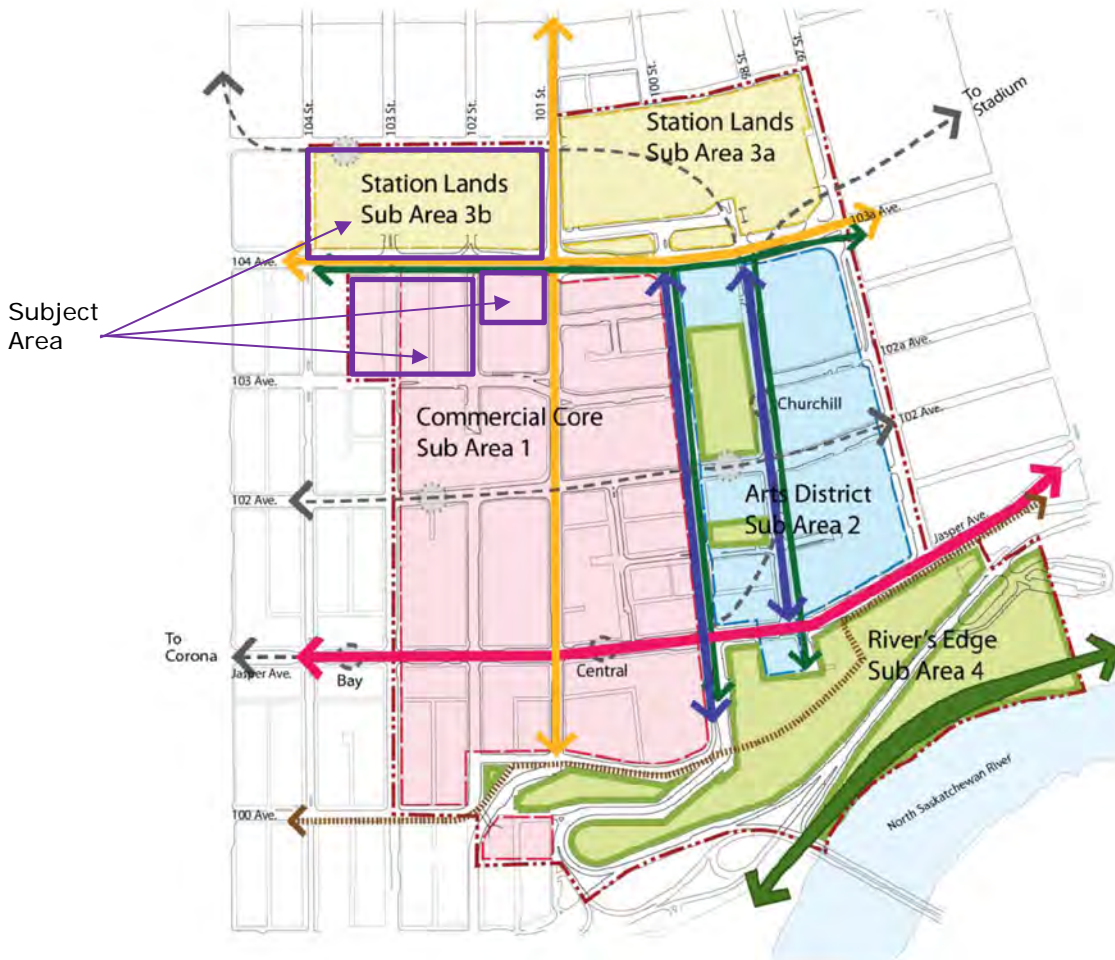 104 St.
103 St.
102 St.
101 St.
100 St.
98 St.
97 St.
To
Stadium
Station Lands
Sub Area 3a
Station Lands
Sub Area 3b
103a Ave.
104 Ave.
Subject
Area
102a Ave.
103 Ave.
Churchill
102 Ave.
Commercial Core
Sub Area 1
102 Ave.
Arts District
Sub Area 2
Jasper Ave.
To
Corona
River's Edge
Sub Area 4
Jasper Ave.
Bay
Central
North Saskatchewan River
100 Ave.